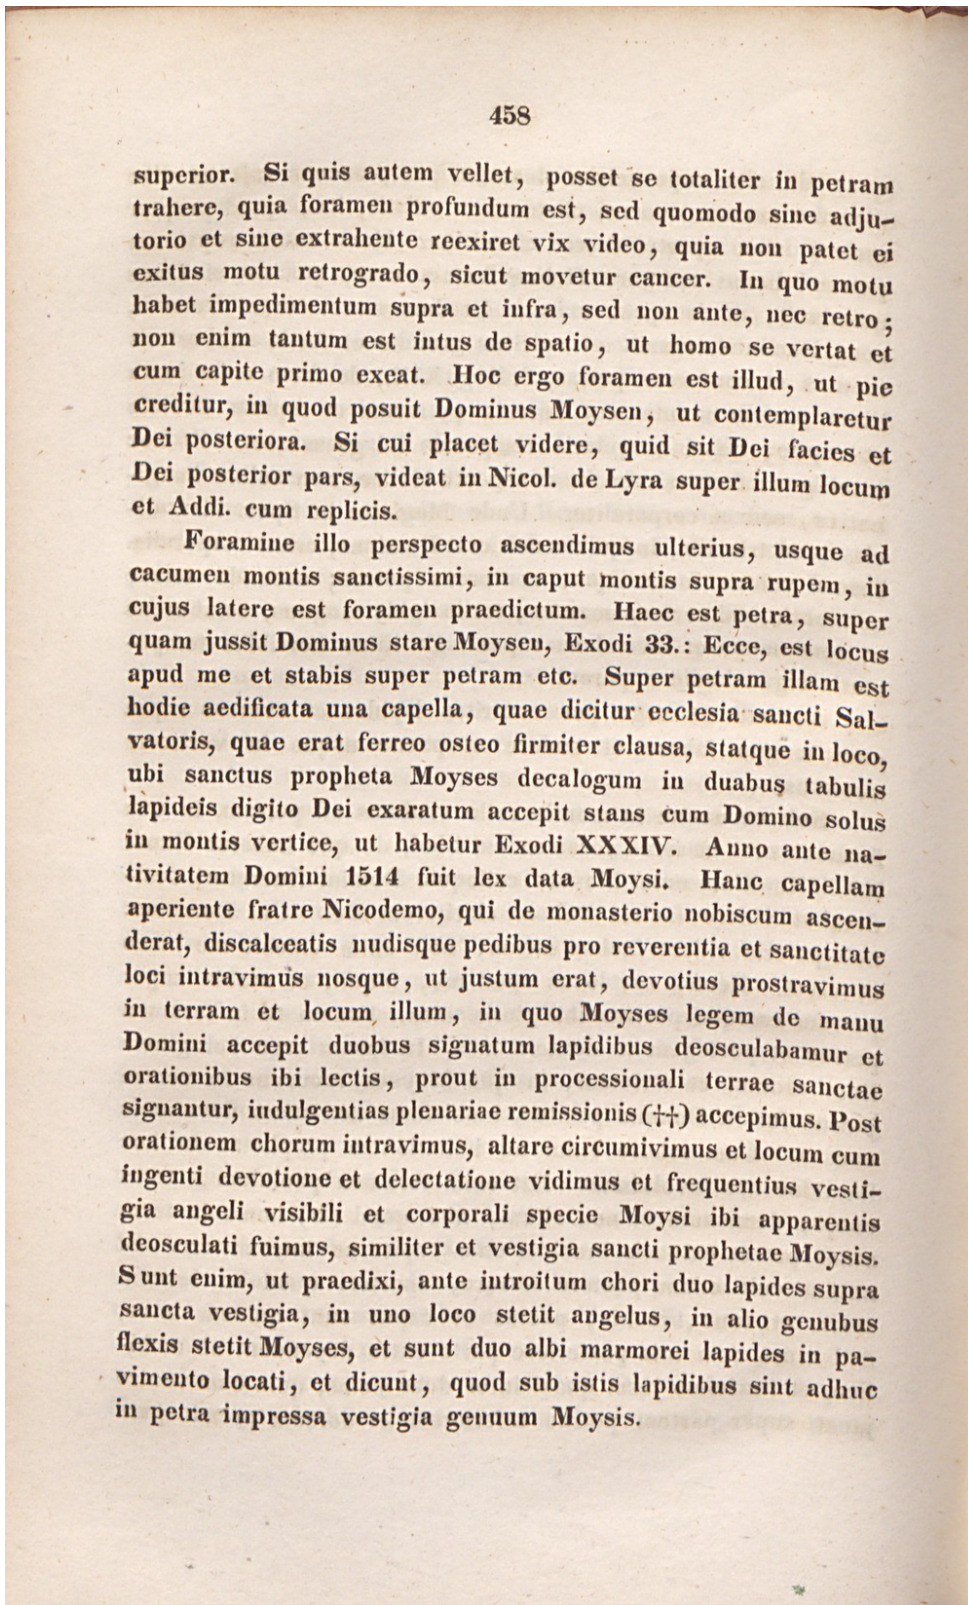 458
superior. Si quis autem vellet, posset se totaliter in petram
trahere, quia foramen profundum est, sed quomodo sine adju-
torio et sine extrahente reexiret vix video, quia non patet ei
exitus motu retrogrado, sicut movetur cancer. In quo motu
habet impedimentum supra et infra, sed non ante, nec retro;
non enim tantum est intus de spatio, ut homo se vertat et
cum capite primo exeat. Hoc ergo foramen est illud, ut pie
creditur, in quod posuit Dominus Moysen, ut contemplaretur
Dei posteriora. Si cui placet videre, quid sit Dei facies et
Dei posterior pars, videat in Nicol. de Lyra super illum locum
et Addi. cum replicis.
Foramine illo perspecto ascendimus ulterius, usque ad
cacumen montis sanctissimi, in caput montis supra rupem, in
cujus latere est foramen praedictum. Haec est petra, super
quam jussit Dominus stare Moysen, Exodi 33.: Ecce, est locus
apud me et stabis super petram etc. Super petram illam est
hodie aedificata una capella, quae dicitur ecclesia sancti Sal-
vatoris, quae erat ferreo osteo firmiter clausa, statque in loco,
ubi sanctus propheta Moyses decalogum in duabus tabulis
lapideis digito Dei exaratum accepit stans cum Domino solus
in montis vertice, ut habetur Exodi XXXIV. Anno ante na-
tivitatem Domini 1514 fuit lex data Moysi. Hanc capellam
aperiente fratre Nicodemo, qui de monasterio nobiscum ascen-
derat, discalceatis nudisque pedibus pro reverentia et sanctitate
loci intravimus nosque, ut justum erat, devotius prostravimus
in terram et locum illum, in quo Moyses legem de manu
Domini accepit duobus signatum lapidibus deosculabamur et
orationibus ibi lectis, prout in processionali terrae sanctae
signantur, indulgentias plenariae remissionis (††) accepimus. Post
orationem chorum intravimus, altare circumivimus et locum cum
ingenti devotione et delectatione vidimus et frequentius vesti-
gia angeli visibili et corporali specie Moysi ibi apparentis
deosculati fuimus, similiter et vestigia sancti prophetae Moysis.
Sunt enim, ut praedixi, ante introitum chori duo lapides supra
sancta vestigia, in uno loco stetit angelus, in alio genubus
flexis stetit Moyses, et sunt duo albi marmorei lapides in pa-
vimento locati, et dicunt, quod sub istis lapidibus sint adhuc
in petra impressa vestigia genuum Moysis.